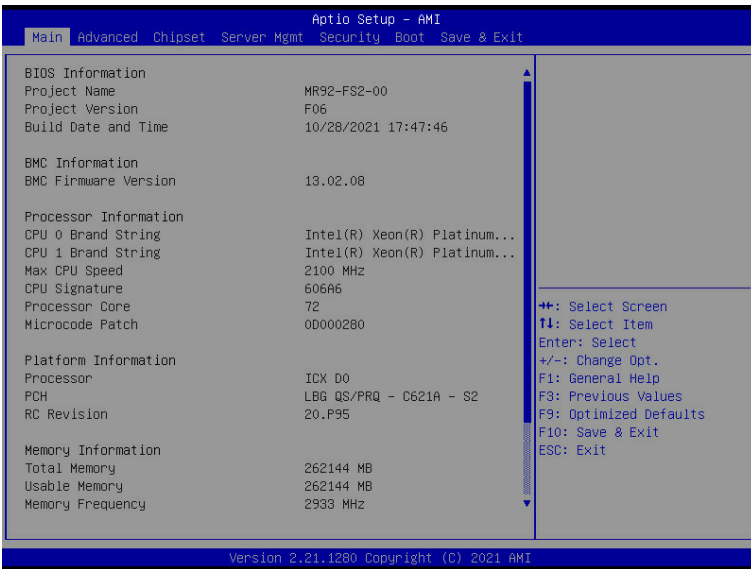 Aptio Setup - AMI
Main Advanced Chipset Server Mgmt Security Boot Save & Exit
BIOS Information
Project Name MR92-FS2-00
Project Version F06
Build Date and Time 10/28/2021 17:47:46
BMC Information
BMC Firmware Version 13.02.08
Processor Information
CPU 0 Brand String Intel(R) Xeon(R) Platinum...
CPU 1 Brand String Intel(R) Xeon(R) Platinum...
Max CPU Speed 2100 MHz
CPU Signature 606A6
Processor Core 72
Microcode Patch 0D000280
Platform Information
Processor ICX D0
PCH LBG QS/PRQ - C621A - S2
RC Revision 20.P95
Memory Information
Total Memory 262144 MB
Usable Memory 262144 MB
Memory Frequency 2933 MHz
→←: Select Screen
↑↓: Select Item
Enter: Select
+/-: Change Opt.
F1: General Help
F3: Previous Values
F9: Optimized Defaults
F10: Save & Exit
ESC: Exit
Version 2.21.1280 Copyright (C) 2021 AMI